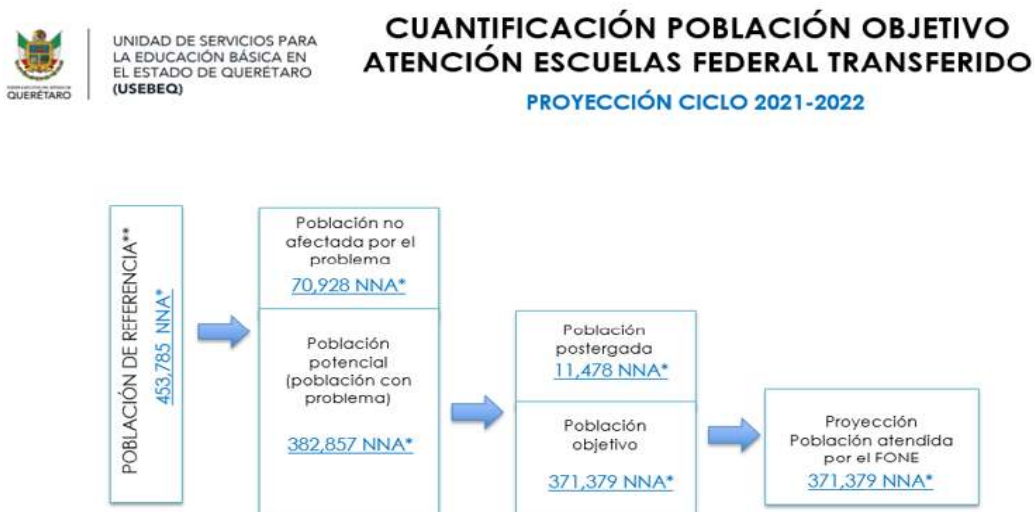 UNIDAD DE SERVICIOS PARA
LA EDUCACIÓN BÁSICA EN
EL ESTADO DE QUERÉTARO
(USEBEQ)
QUERÉTARO
CUANTIFICACIÓN POBLACIÓN OBJETIVO
ATENCIÓN ESCUELAS FEDERAL TRANSFERIDO
PROYECCIÓN CICLO 2021-2022
POBLACIÓN DE REFERENCIA**
453,785 NNA*
Población no
afectada por el
problema
70,928 NNA*
Población
potencial
(población con
problema)
382,857 NNA*
Población
postergada
11,478 NNA*
Población
objetivo
371,379 NNA*
Proyección
Población atendida
por el FONE
371,379 NNA*